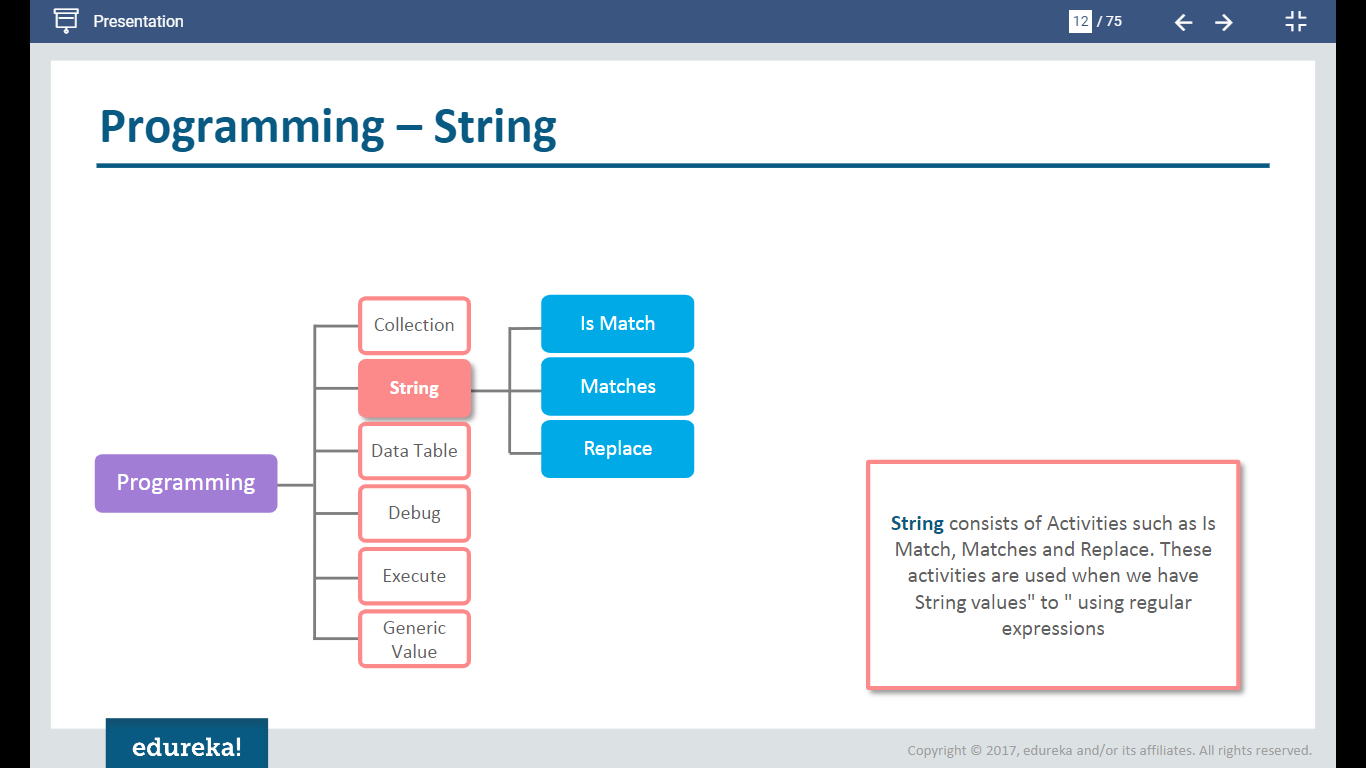 Presentation
12 / 75
Programming – String
Collection
String
Data Table
Debug
Execute
Generic
Value
Programming
Is Match
Matches
Replace
String consists of Activities such as Is
Match, Matches and Replace. These
activities are used when we have
String values" to " using regular
expressions
edureka!
Copyright © 2017, edureka and/or its affiliates. All rights reserved.